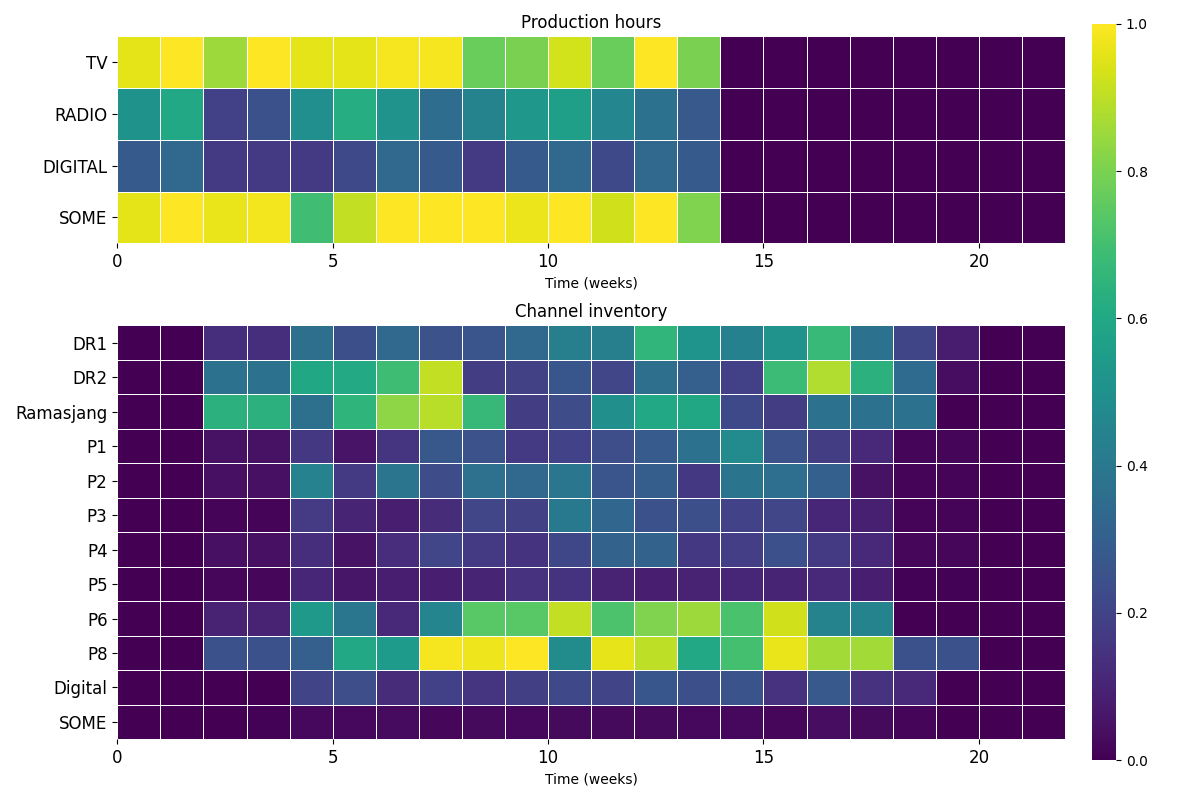 Production hours
1.0
TV
RADIO
DIGITAL
SOME
0.8
0 5 10 15 20
Time (weeks)
Channel inventory
0.6
DR1
DR2
Ramasjang
P1
0.4
P2
P3
P4
P5
P6
0.2
P8
Digital
SOME
0.0
0 5 10 15 20
Time (weeks)